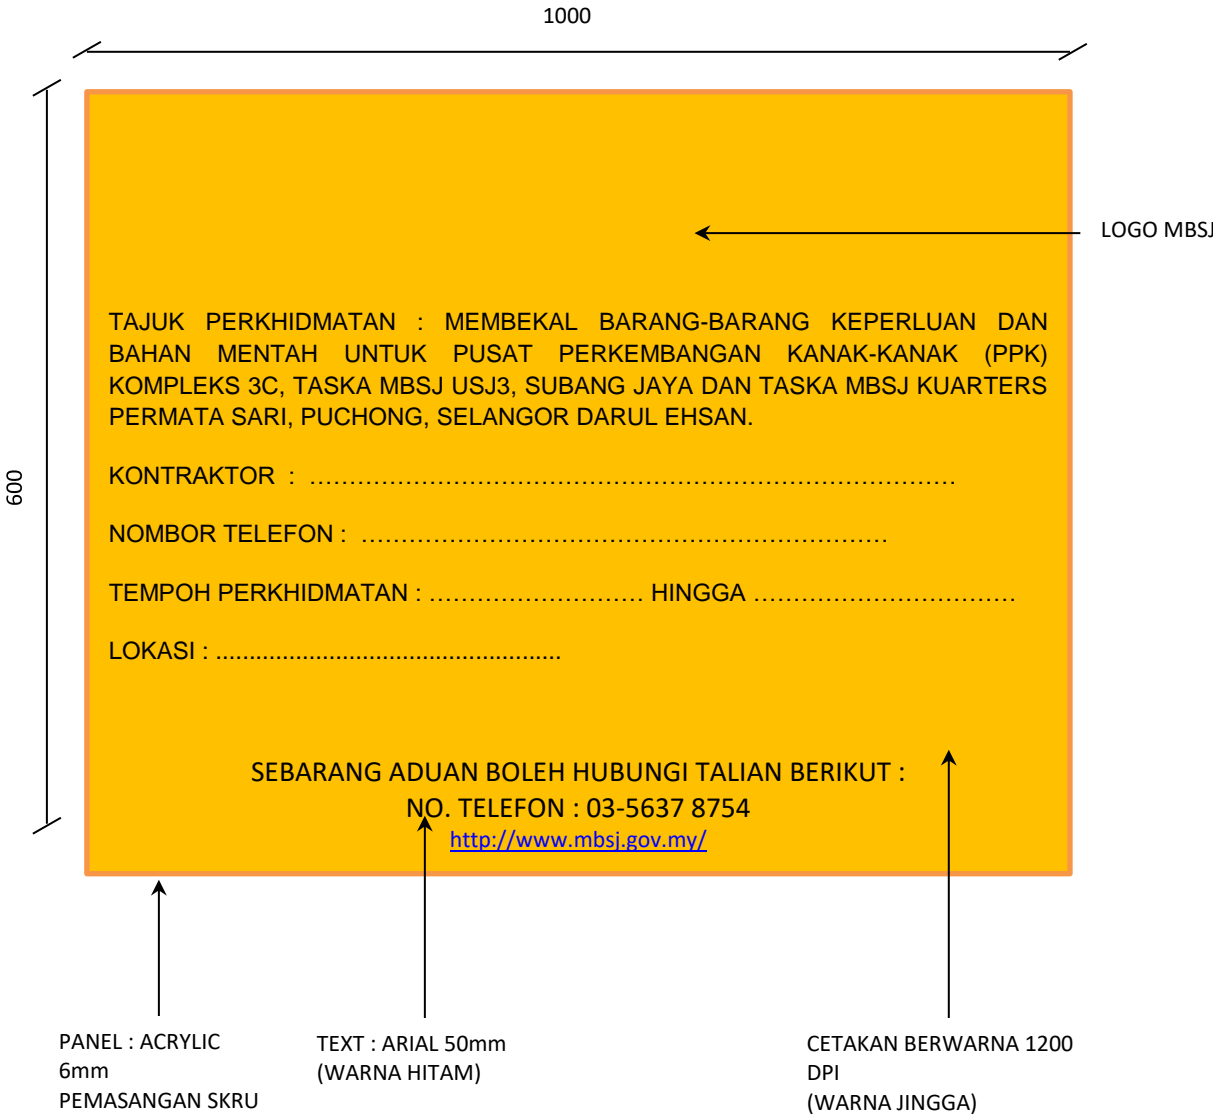 1000
600
LOGO MBSJ
TAJUK PERKHIDMATAN : MEMBEKAL BARANG-BARANG KEPERLUAN DAN
BAHAN MENTAH UNTUK PUSAT PERKEMBANGAN KANAK-KANAK (PPK)
KOMPLEKS 3C, TASKA MBSJ USJ3, SUBANG JAYA DAN TASKA MBSJ KUARTERS
PERMATA SARI, PUCHONG, SELANGOR DARUL EHSAN.
KONTRAKTOR : ………………………………………………………………………
NOMBOR TELEFON : …………………………………………………………
TEMPOH PERKHIDMATAN : ……………………… HINGGA ……………………………
LOKASI : ....................................................
SEBARANG ADUAN BOLEH HUBUNGI TALIAN BERIKUT :
NO. TELEFON : 03-5637 8754
http://www.mbsj.gov.my/
PANEL : ACRYLIC
6mm
PEMASANGAN SKRU
TEXT : ARIAL 50mm
(WARNA HITAM)
CETAKAN BERWARNA 1200
DPI
(WARNA JINGGA)